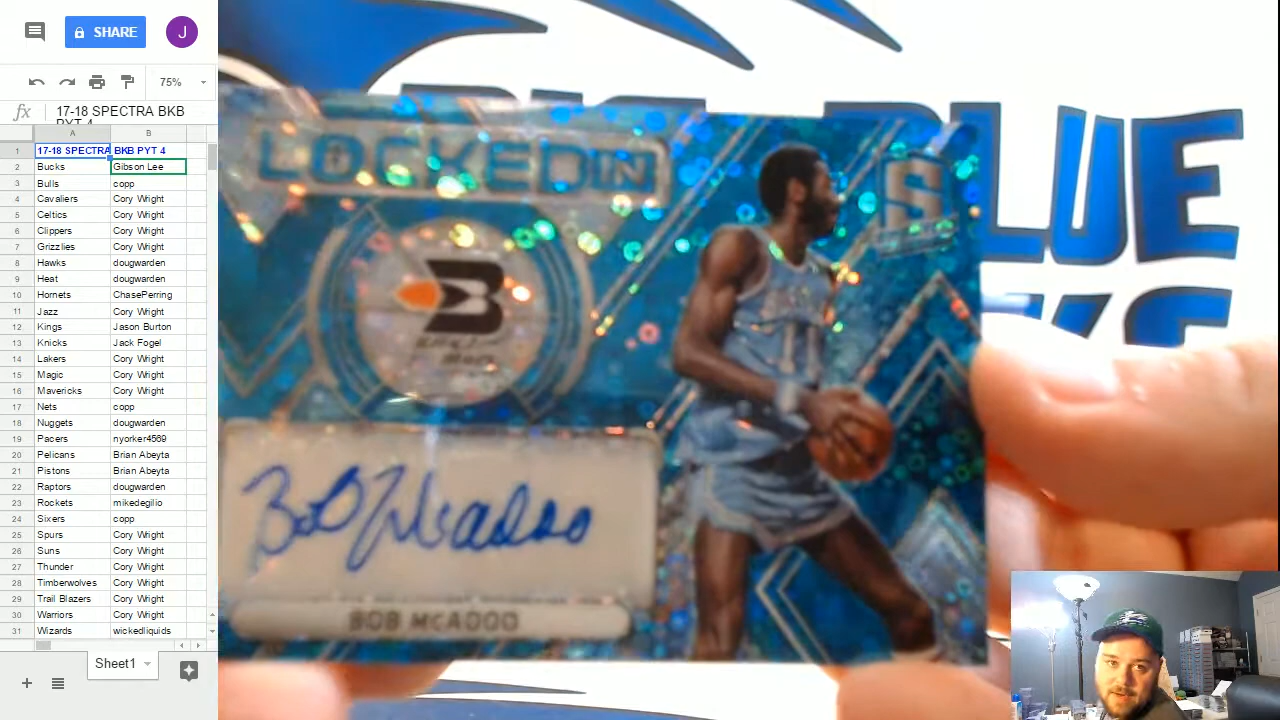 SHARE
J
75%
fx
17-18 SPECTRA BKB
PYT 4
A B
1 17-18 SPECTRA BKB PYT 4
2 Bucks Gibson Lee
3 Bulls copp
4 Cavaliers Cory Wright
5 Celtics Cory Wright
6 Clippers Cory Wright
7 Grizzlies Cory Wright
8 Hawks dougwarden
9 Heat dougwarden
10 Hornets ChasePerring
11 Jazz Cory Wright
12 Kings Jason Burton
13 Knicks Jack Fogel
14 Lakers Cory Wright
15 Magic Cory Wright
16 Mavericks Cory Wright
17 Nets copp
18 Nuggets dougwarden
19 Pacers nyorker4569
20 Pelicans Brian Abeyta
21 Pistons Brian Abeyta
22 Raptors dougwarden
23 Rockets mikedegilio
24 Sixers copp
25 Spurs Cory Wright
26 Suns Cory Wright
27 Thunder Cory Wright
28 Timberwolves Cory Wright
29 Trail Blazers Cory Wright
30 Warriors Cory Wright
31 Wizards wickedliquids
Sheet1
LOCKED IN
S
B
Bob McAdoo
BOB McADOO
BLUE